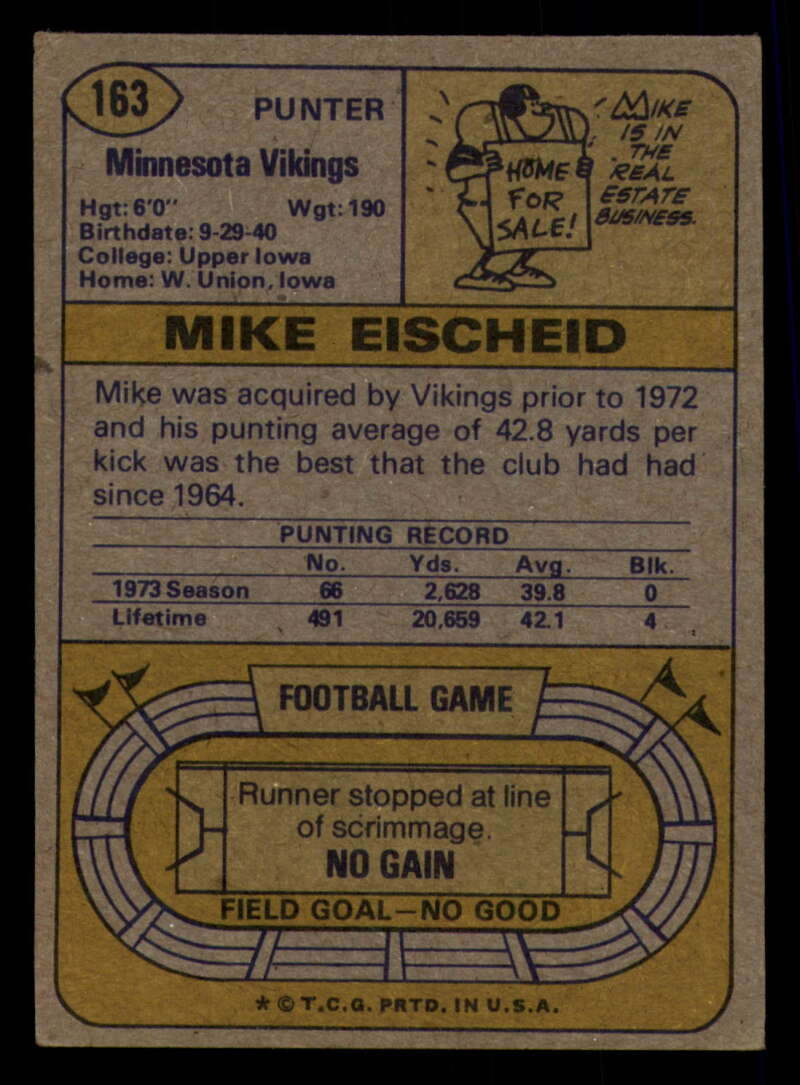 163
PUNTER
Minnesota Vikings
Hgt: 6'0" Wgt: 190
Birthdate: 9-29-40
College: Upper Iowa
Home: W. Union, Iowa
HOME
FOR
SALE!
MIKE
IS IN
THE
REAL
ESTATE
BUSINESS.
MIKE EISCHEID
Mike was acquired by Vikings prior to 1972
and his punting average of 42.8 yards per
kick was the best that the club had had
since 1964.
PUNTING RECORD
No. Yds. Avg. Blk.
1973 Season 66 2,628 39.8 0
Lifetime 491 20,659 42.1 4
FOOTBALL GAME
Runner stopped at line
of scrimmage.
NO GAIN
FIELD GOAL—NO GOOD
* © T.C.G. PRTD. IN U.S.A.